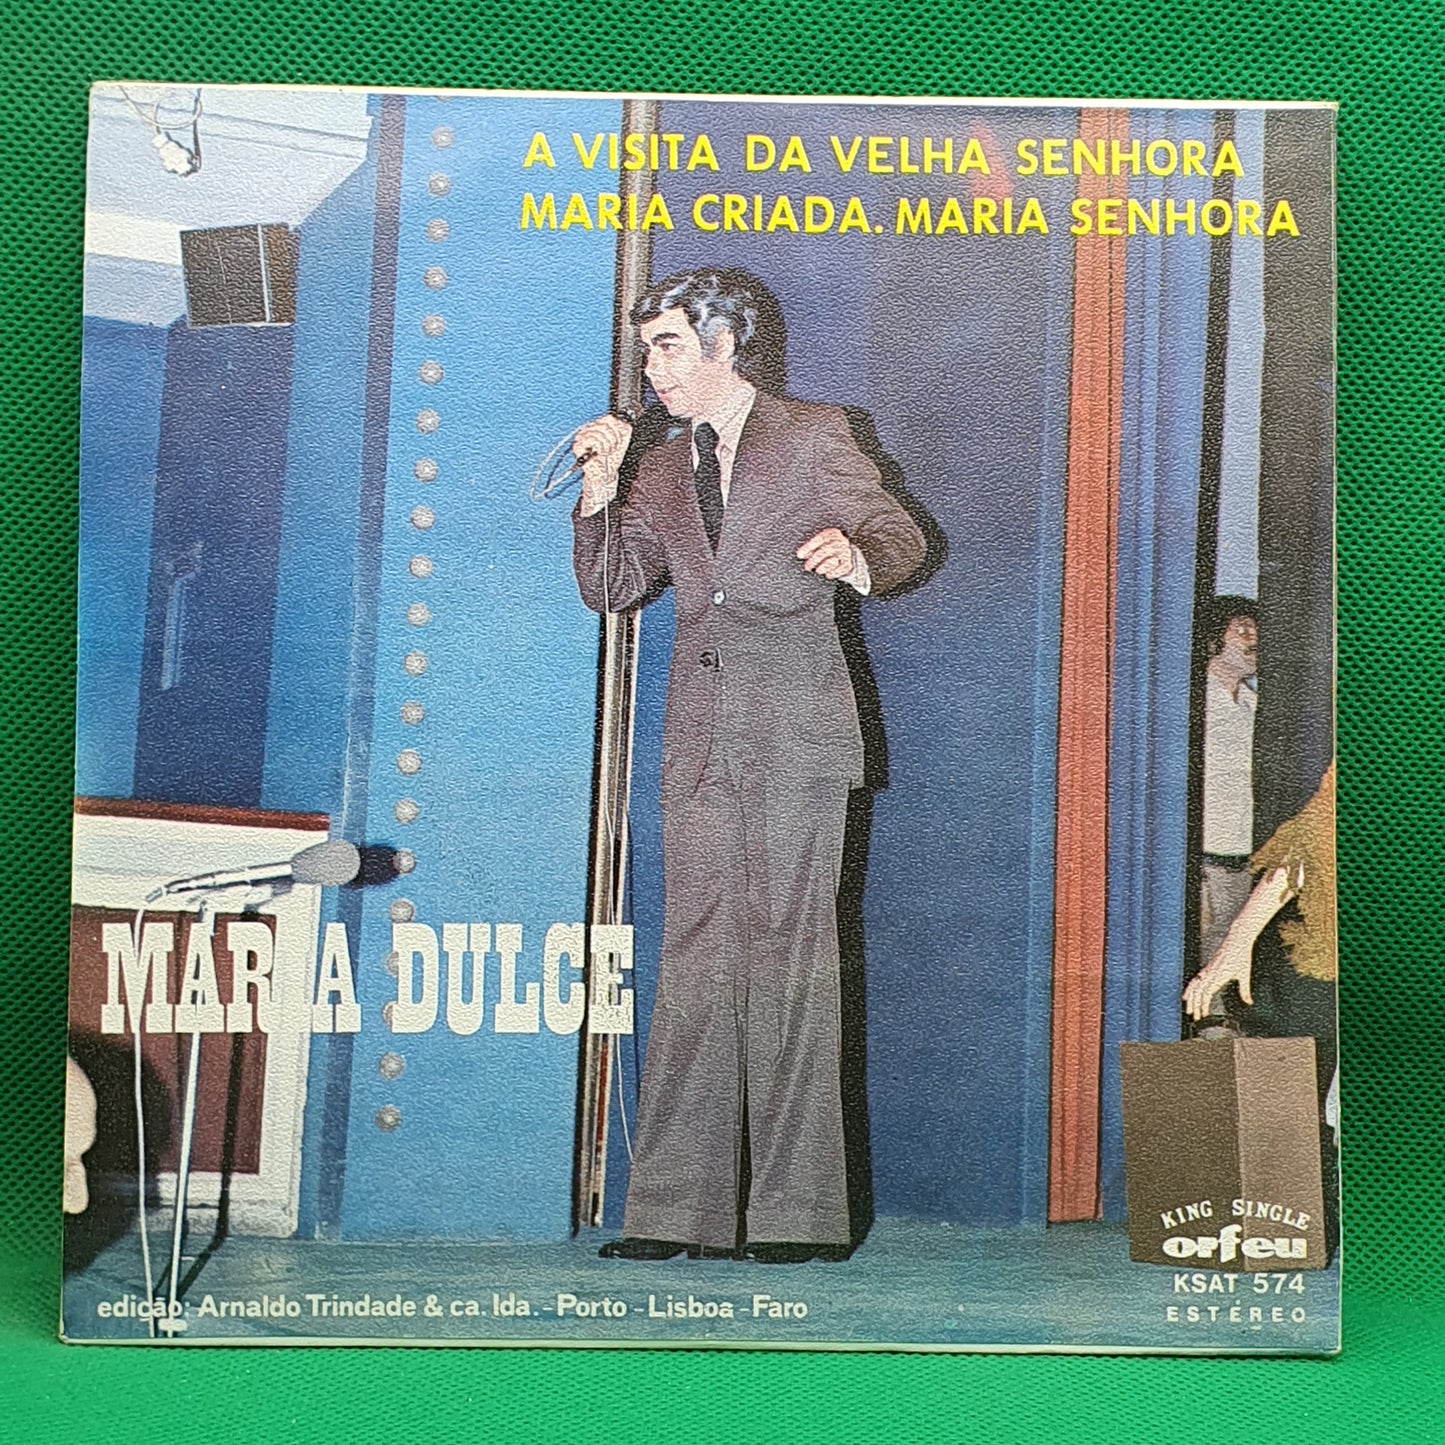 A VISITA DA VELHA SENHORA
MARIA CRIADA. MARIA SENHORA
MARIA DULCE
KING SINGLE
orfeu
KSAT 574
ESTÉREO
edição: Arnaldo Trindade & ca. lda. - Porto - Lisboa - Faro